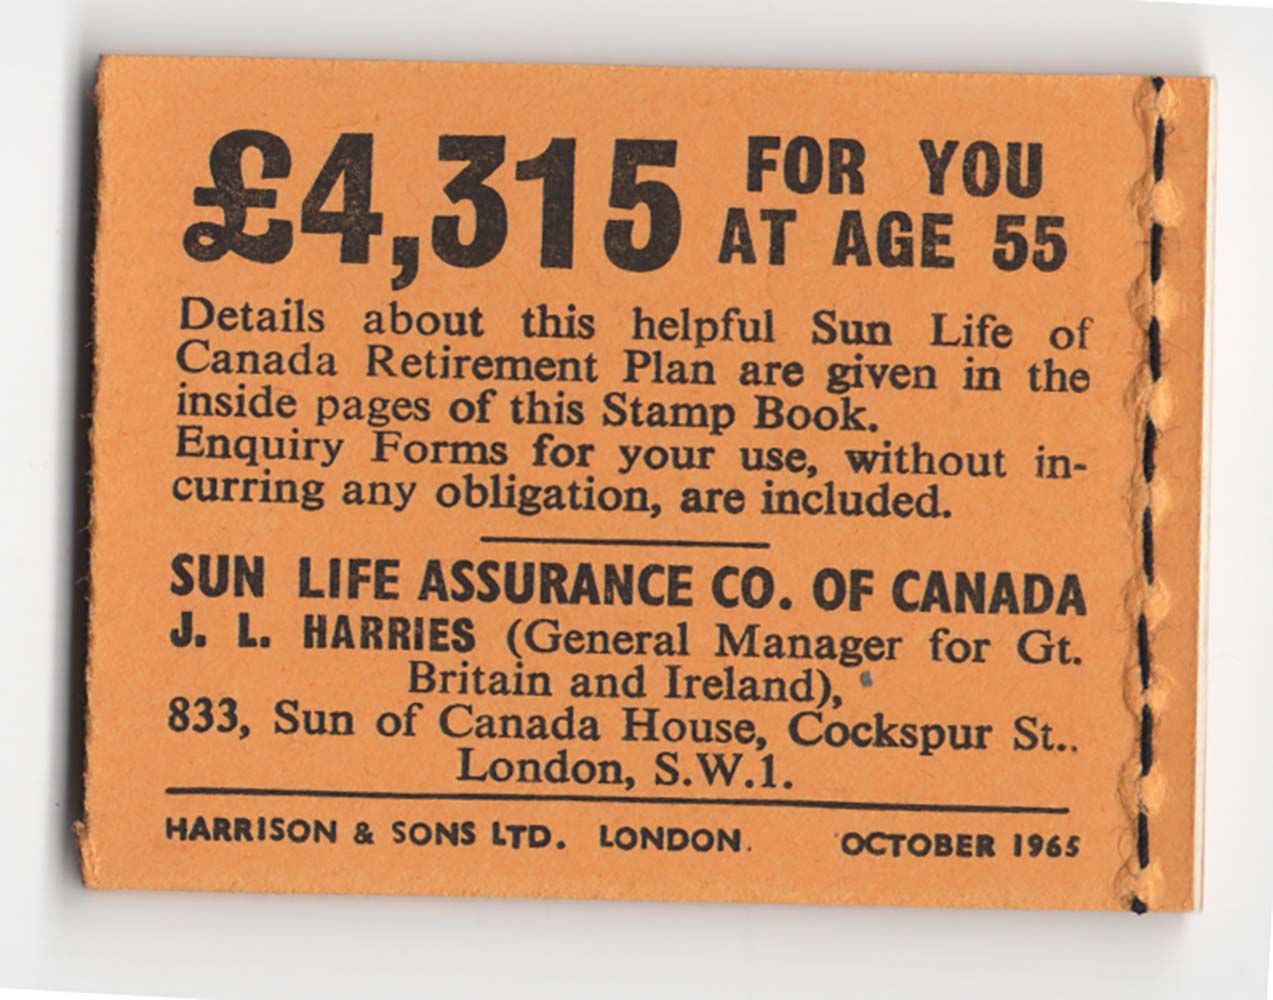 £4,315 FOR YOU
AT AGE 55
Details about this helpful Sun Life of
Canada Retirement Plan are given in the
inside pages of this Stamp Book.
Enquiry Forms for your use, without in-
curring any obligation, are included.
SUN LIFE ASSURANCE CO. OF CANADA
J. L. HARRIES (General Manager for Gt.
Britain and Ireland),
833, Sun of Canada House, Cockspur St..
London, S.W.1.
HARRISON & SONS LTD. LONDON. OCTOBER 1965